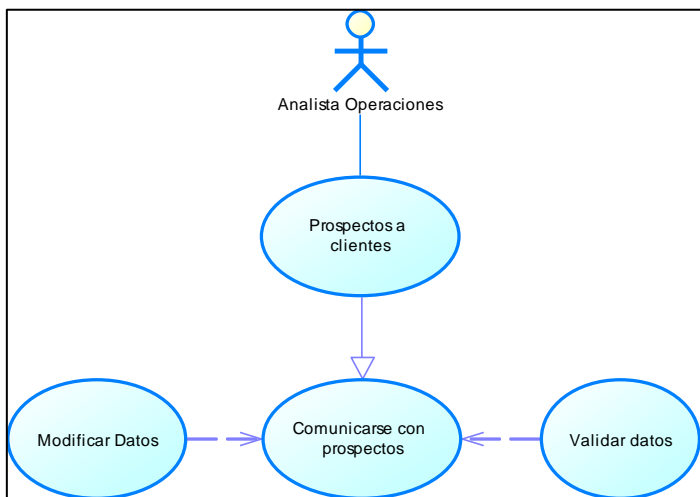 Analista Operaciones
Prospectos a
clientes
Modificar Datos
Comunicarse con
prospectos
Validar datos